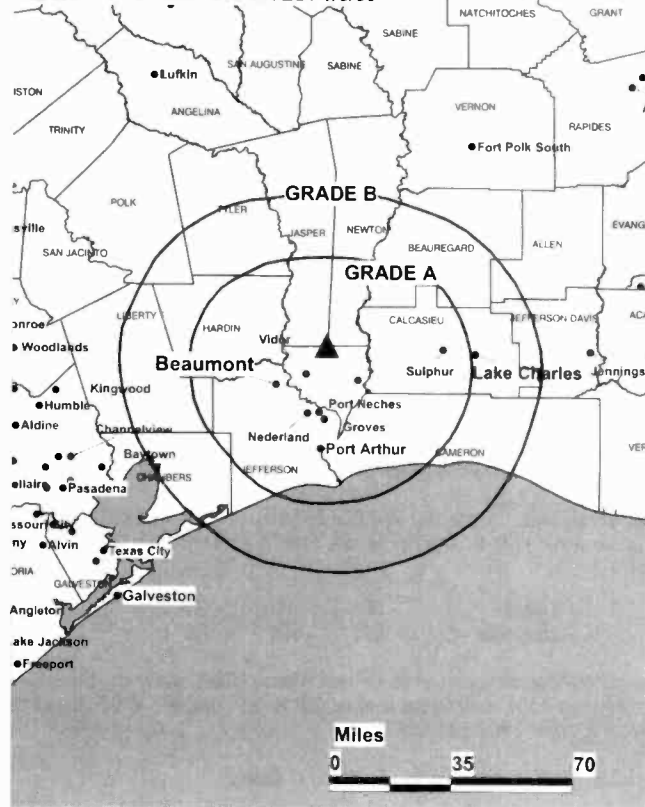 NATCHITOCHES
GRANT
SABINE
SAN AUGUSTINE
SABINE
Lufkin
ANGELINA
VERNON
RAPIDES
TRINITY
Fort Polk South
POLK
TYLER
GRADE B
JASPER
NEWTON
BEAUREGARD
ALLEN
EVANG
SAN JACINTO
GRADE A
LIBERTY
HARDIN
CALCASIEU
JEFFERSON DAVIS
ACA
Woodlands
Vidor
Beaumont
Sulphur
Lake Charles
Jennings
Kingwood
Humble
Port Neches
Aldine
Channelview
Nederland
Groves
Port Arthur
Baytown
CHAMBERS
JEFFERSON
CAMERON
VER
Pasadena
Alvin
Texas City
GALVESTON
Galveston
Angleton
Freeport
Miles
0 35 70